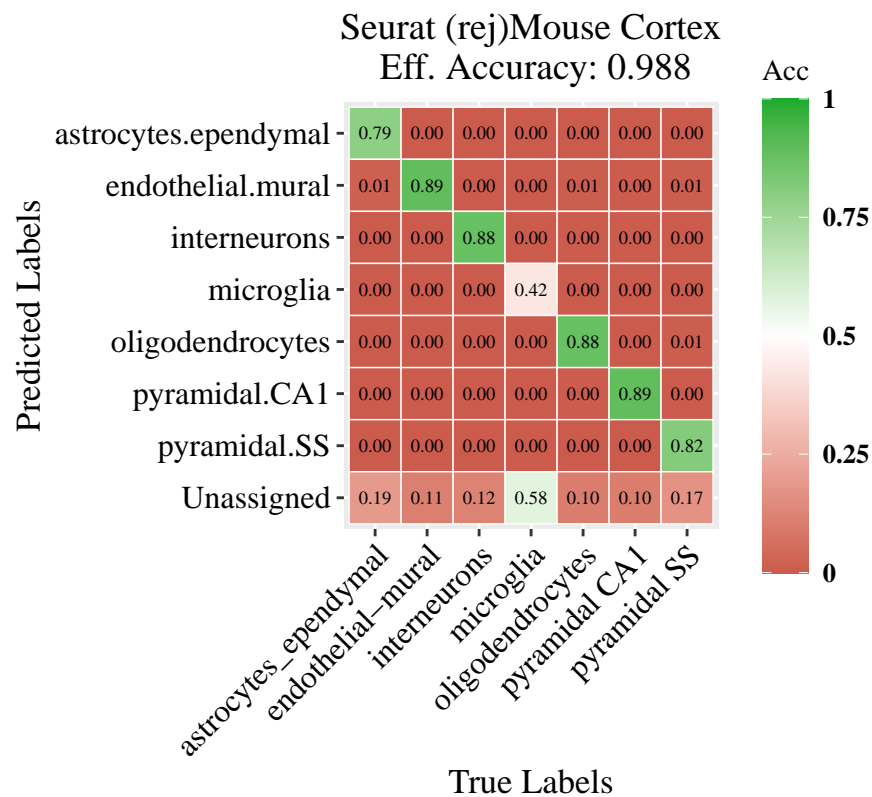 Seurat (rej)Mouse Cortex
Eff. Accuracy: 0.988
Acc
1
0.75
0.5
0.25
0
Predicted Labels
astrocytes.ependymal 0.79 0.00 0.00 0.00 0.00 0.00 0.00
endothelial.mural 0.01 0.89 0.00 0.00 0.01 0.00 0.01
interneurons 0.00 0.00 0.88 0.00 0.00 0.00 0.00
microglia 0.00 0.00 0.00 0.42 0.00 0.00 0.00
oligodendrocytes 0.00 0.00 0.00 0.00 0.88 0.00 0.01
pyramidal.CA1 0.00 0.00 0.00 0.00 0.00 0.89 0.00
pyramidal.SS 0.00 0.00 0.00 0.00 0.00 0.00 0.82
Unassigned 0.19 0.11 0.12 0.58 0.10 0.10 0.17
astrocytes_ependymal
endothelial−mural
interneurons
microglia
oligodendrocytes
pyramidal CA1
pyramidal SS
True Labels